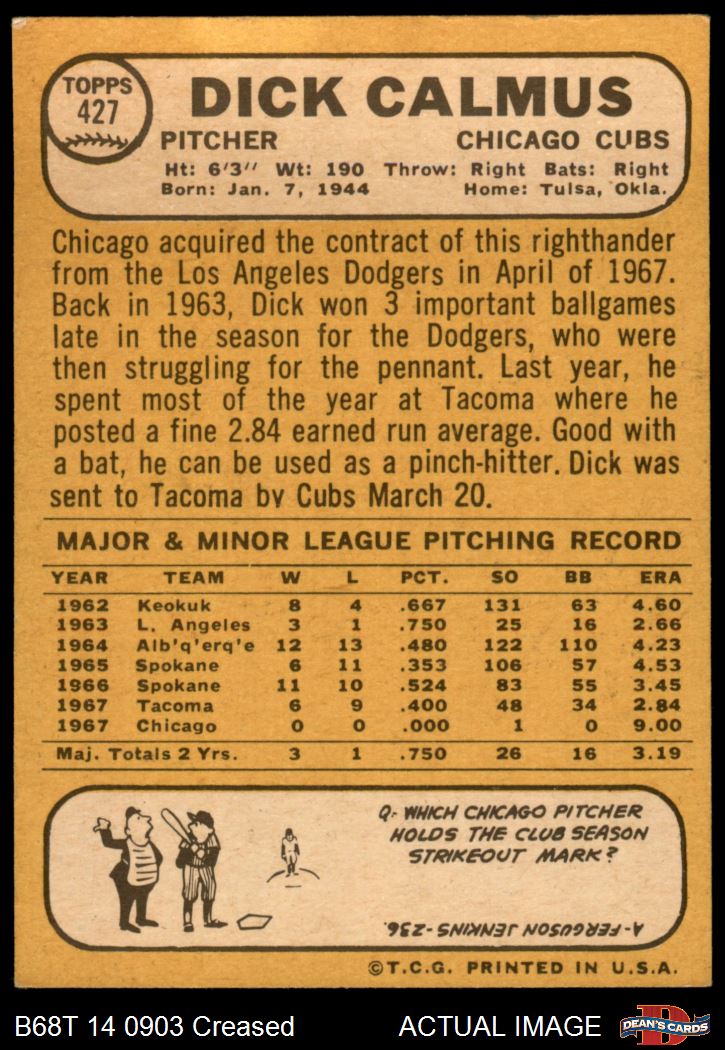 TOPPS
427
DICK CALMUS
PITCHER CHICAGO CUBS
Ht: 6'3" Wt: 190 Throw: Right Bats: Right
Born: Jan. 7, 1944 Home: Tulsa, Okla.
Chicago acquired the contract of this righthander
from the Los Angeles Dodgers in April of 1967.
Back in 1963, Dick won 3 important ballgames
late in the season for the Dodgers, who were
then struggling for the pennant. Last year, he
spent most of the year at Tacoma where he
posted a fine 2.84 earned run average. Good with
a bat, he can be used as a pinch-hitter. Dick was
sent to Tacoma by Cubs March 20.
MAJOR & MINOR LEAGUE PITCHING RECORD
YEAR TEAM W L PCT. SO BB ERA
1962 Keokuk 8 4 .667 131 63 4.60
1963 L. Angeles 3 1 .750 25 16 2.66
1964 Alb'q'erq'e 12 13 .480 122 110 4.23
1965 Spokane 6 11 .353 106 57 4.53
1966 Spokane 11 10 .524 83 55 3.45
1967 Tacoma 6 9 .400 48 34 2.84
1967 Chicago 0 0 .000 1 0 9.00
Maj. Totals 2 Yrs. 3 1 .750 26 16 3.19
Q- WHICH CHICAGO PITCHER
HOLDS THE CLUB SEASON
STRIKEOUT MARK?
A-FERGUSON JENKINS-236.
©T.C.G. PRINTED IN U.S.A.
B68T 14 0903 Creased ACTUAL IMAGE
D
DEAN'S CARDS